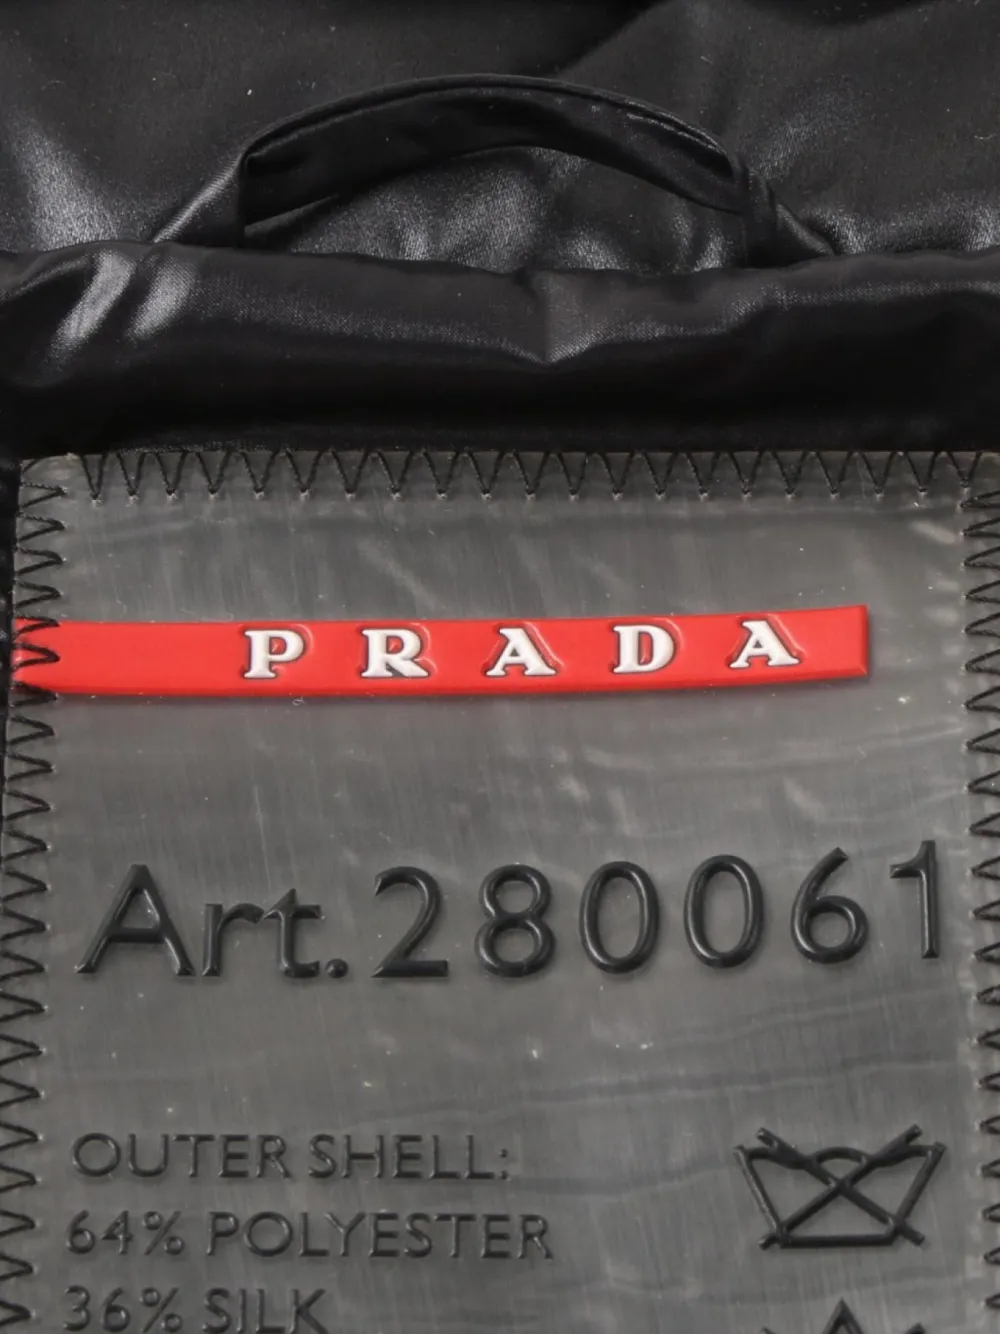 PRADA
Art.280061
OUTER SHELL:
64% POLYESTER
36% SILK